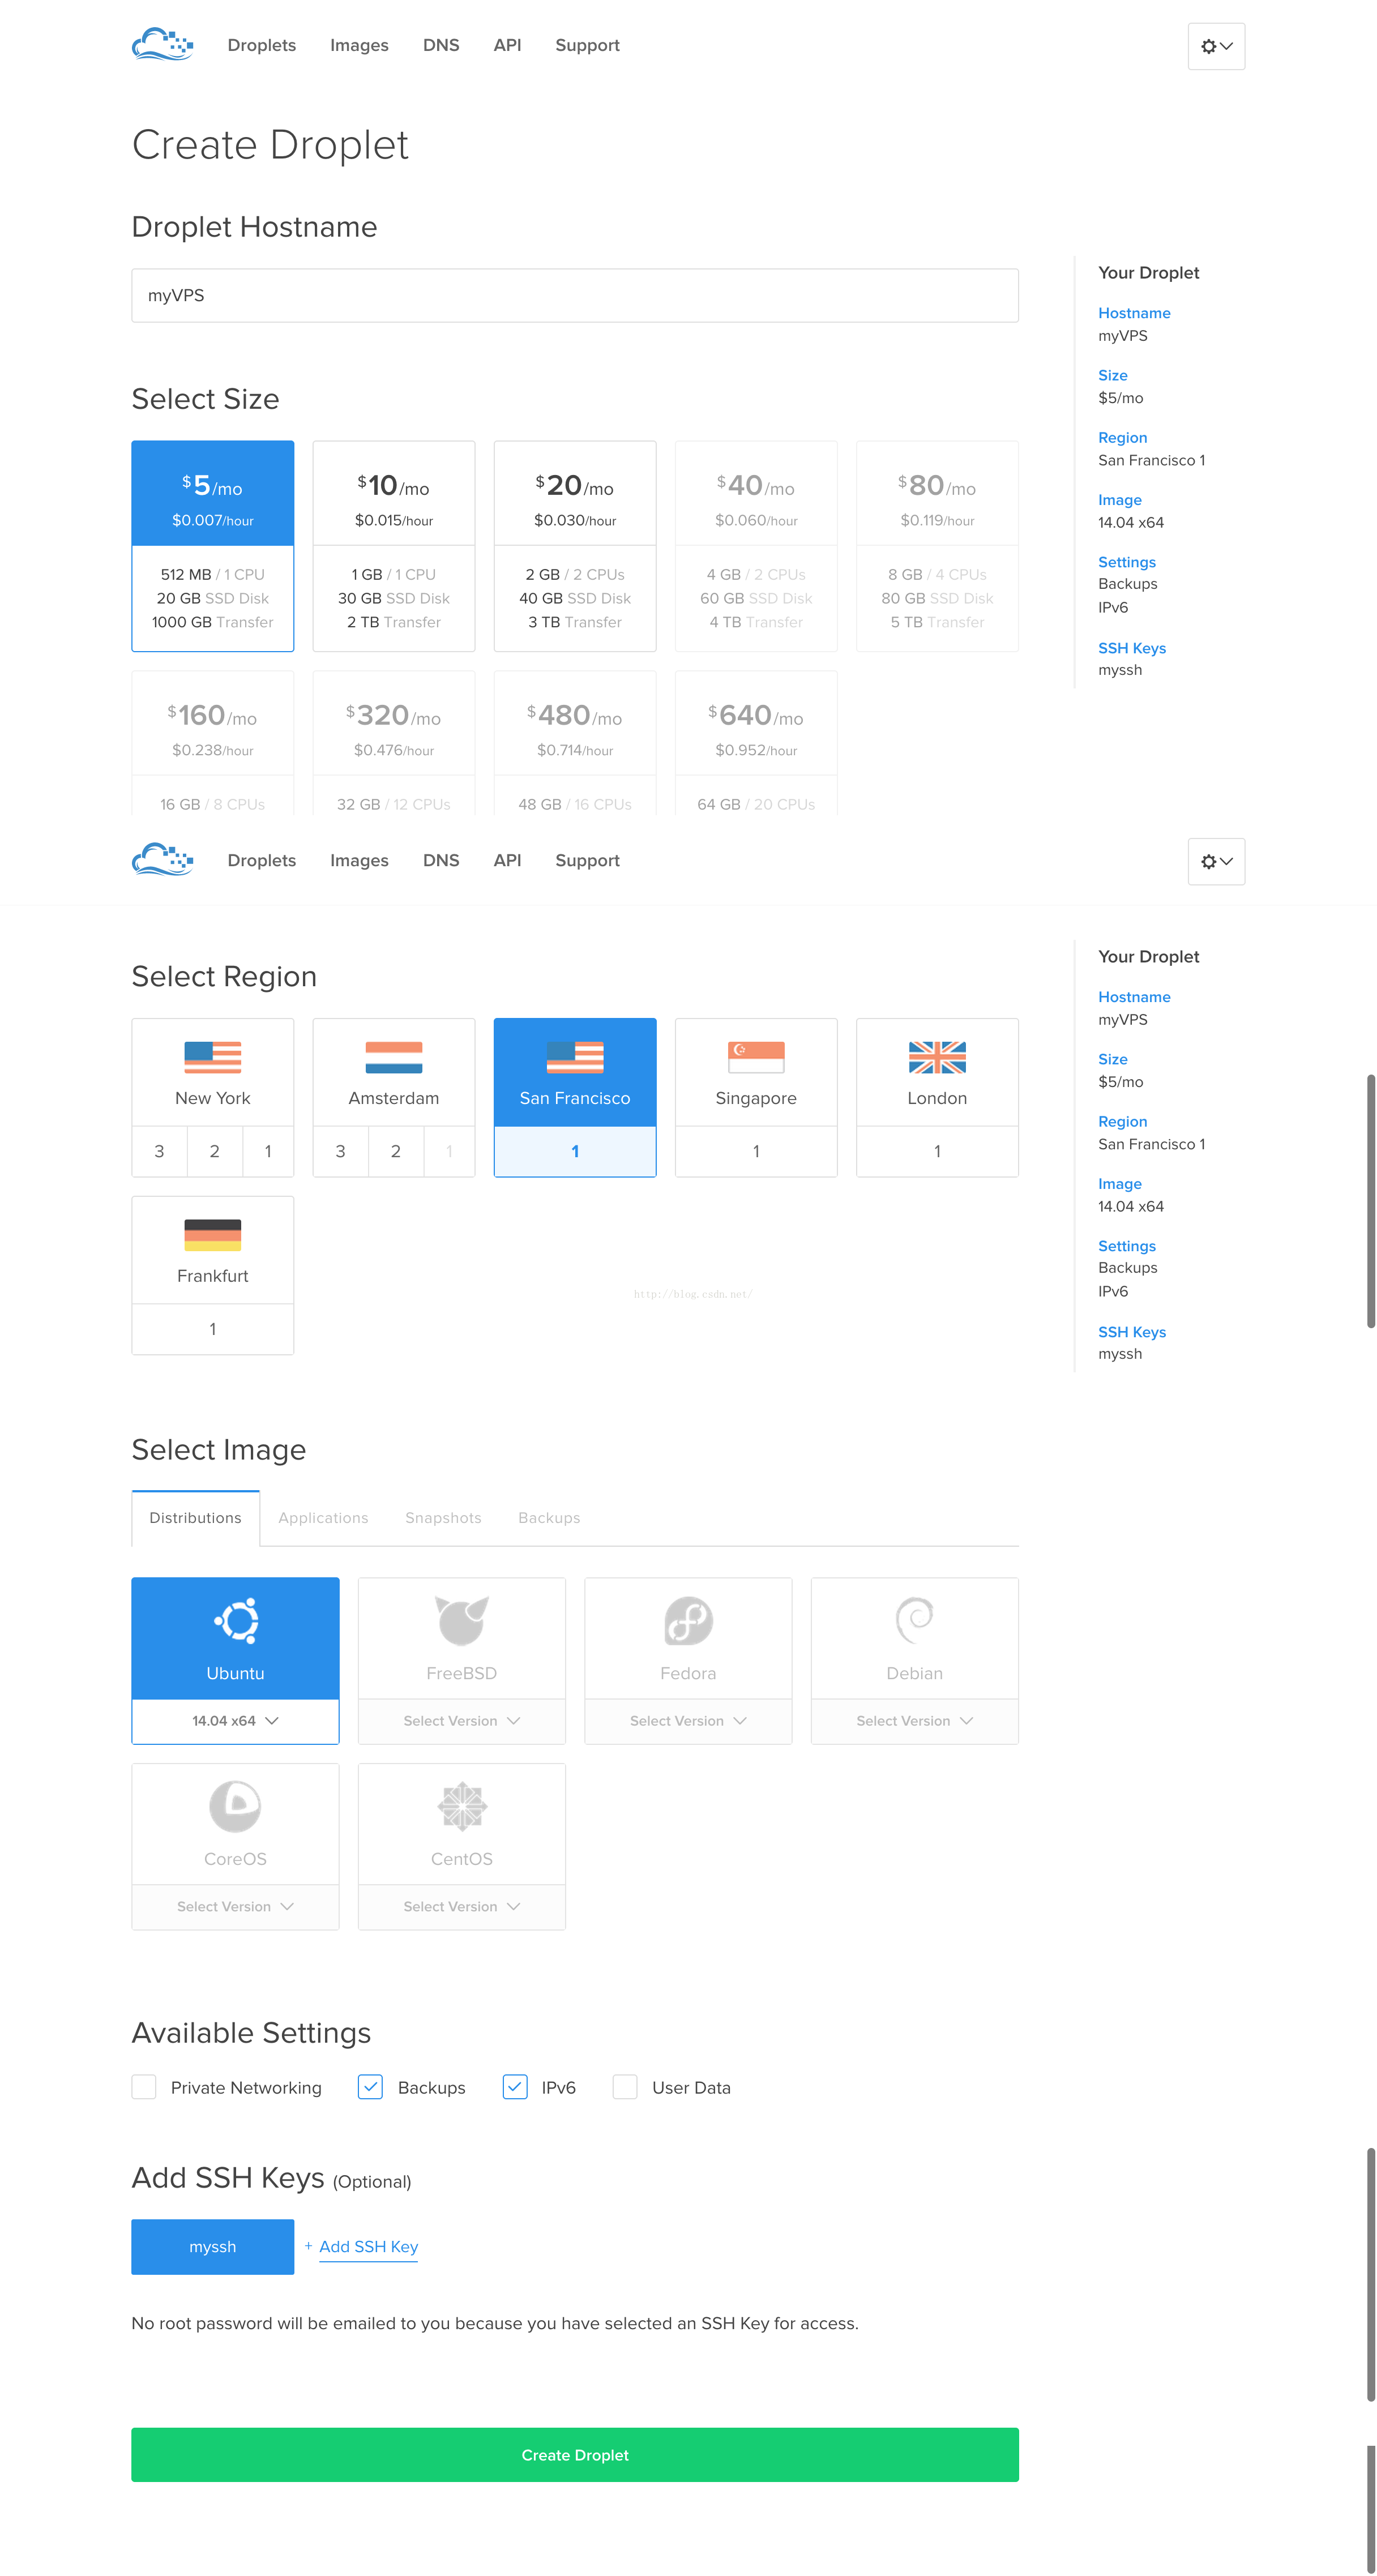 Droplets Images DNS API Support
Create Droplet
Droplet Hostname
myVPS
Your Droplet
Hostname
myVPS
Size
$5/mo
Region
San Francisco 1
Image
14.04 x64
Settings
Backups
IPv6
SSH Keys
myssh
Select Size
$5/mo $10/mo $20/mo $40/mo $80/mo
$0.007/hour $0.015/hour $0.030/hour $0.060/hour $0.119/hour
512 MB / 1 CPU 1 GB / 1 CPU 2 GB / 2 CPUs 4 GB / 2 CPUs 8 GB / 4 CPUs
20 GB SSD Disk 30 GB SSD Disk 40 GB SSD Disk 60 GB SSD Disk 80 GB SSD Disk
1000 GB Transfer 2 TB Transfer 3 TB Transfer 4 TB Transfer 5 TB Transfer
$160/mo $320/mo $480/mo $640/mo
$0.238/hour $0.476/hour $0.714/hour $0.952/hour
16 GB / 8 CPUs 32 GB / 12 CPUs 48 GB / 16 CPUs 64 GB / 20 CPUs
Droplets Images DNS API Support
Your Droplet
Hostname
myVPS
Size
$5/mo
Region
San Francisco 1
Image
14.04 x64
Settings
Backups
IPv6
SSH Keys
myssh
Select Region
New York Amsterdam San Francisco Singapore London
3 2 1 3 2 1 1 1 1
Frankfurt
1
http://blog.csdn.net/
Select Image
Distributions Applications Snapshots Backups
Ubuntu FreeBSD Fedora Debian
14.04 x64 Select Version Select Version Select Version
CoreOS CentOS
Select Version Select Version
Available Settings
Private Networking Backups IPv6 User Data
Add SSH Keys (Optional)
myssh + Add SSH Key
No root password will be emailed to you because you have selected an SSH Key for access.
Create Droplet